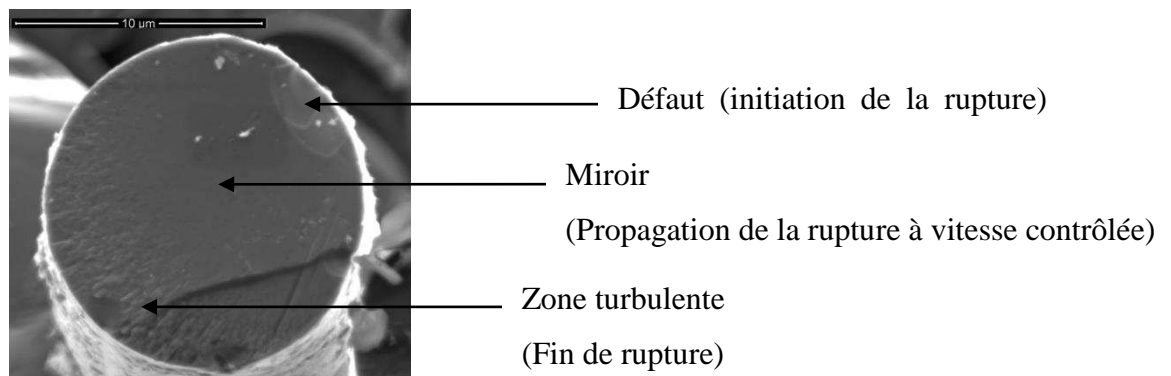 10 µm
Défaut (initiation de la rupture)
Miroir
(Propagation de la rupture à vitesse contrôlée)
Zone turbulente
(Fin de rupture)